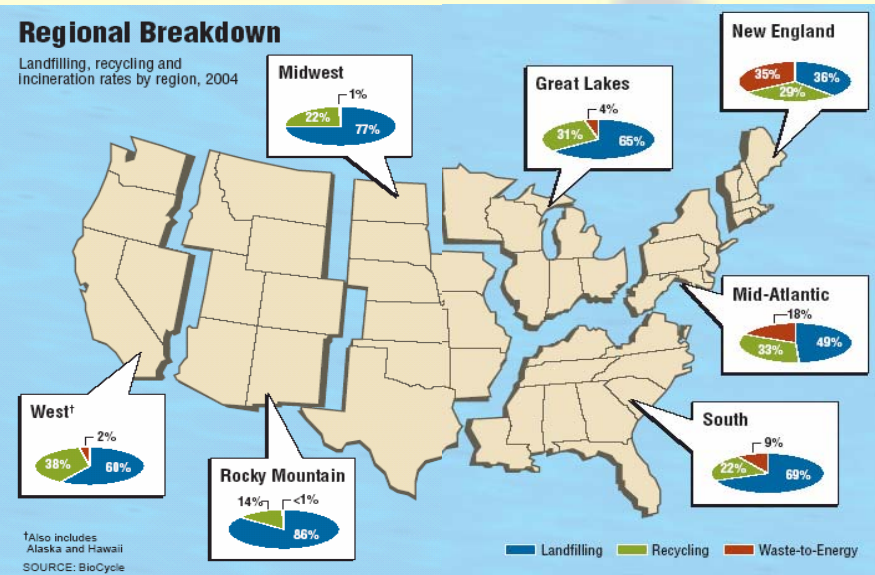 Regional Breakdown
Landfilling, recycling and
incineration rates by region, 2004
Midwest
1%
22%
77%
Great Lakes
4%
31%
65%
New England
35%
36%
29%
Mid-Atlantic
18%
33%
49%
West†
2%
38%
60%
Rocky Mountain
14%
<1%
86%
South
9%
22%
69%
†Also includes
Alaska and Hawaii
SOURCE: BioCycle
Landfilling
Recycling
Waste-to-Energy